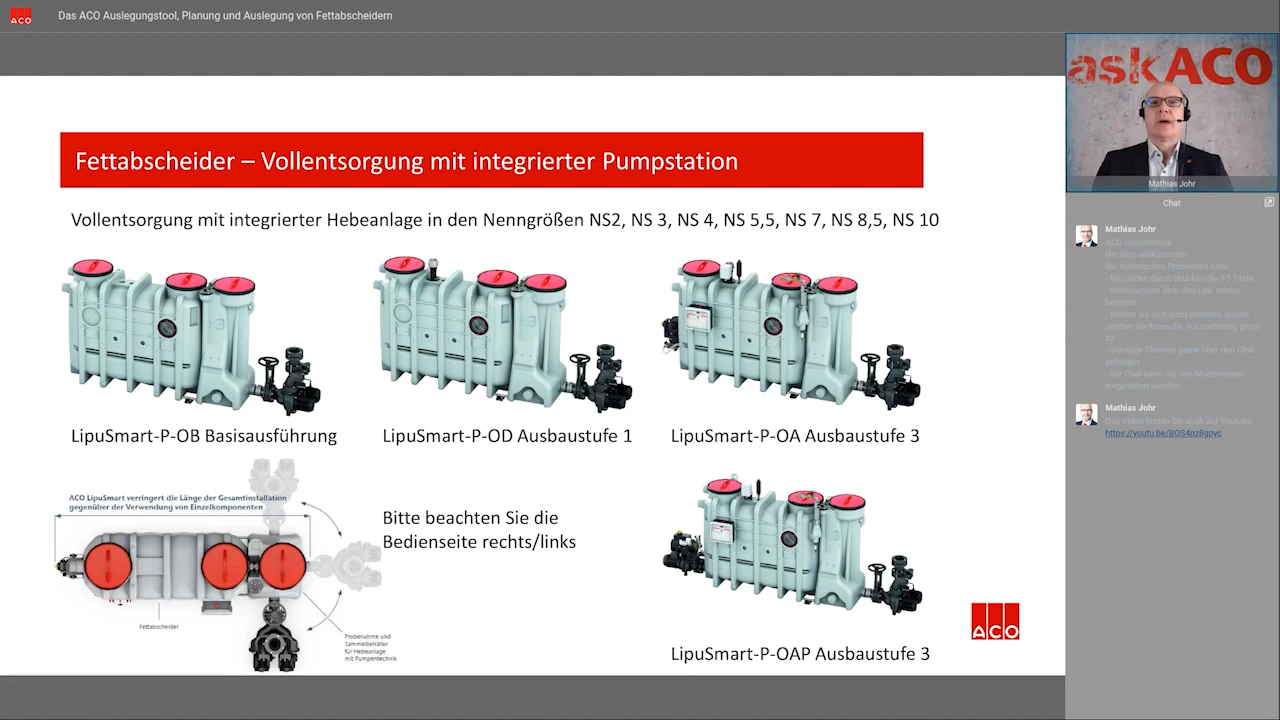 ACO
Das ACO Auslegungstool, Planung und Auslegung von Fettabscheidern
Fettabscheider – Vollentsorgung mit integrierter Pumpstation
Vollentsorgung mit integrierter Hebeanlage in den Nenngrößen NS2, NS 3, NS 4, NS 5,5, NS 7, NS 8,5, NS 10
LipuSmart-P-OB Basisausführung
LipuSmart-P-OD Ausbaustufe 1
LipuSmart-P-OA Ausbaustufe 3
ACO LipuSmart verringert die Länge der Gesamtinstallation
gegenüber der Verwendung von Einzelkomponenten
Fettabscheider
Probenahme und
Sammelbehälter
für Hebeanlage
mit Pumpentechnik
Bitte beachten Sie die
Bedienseite rechts/links
LipuSmart-P-OAP Ausbaustufe 3
ACO
askACO
Mathias Johr
Chat
Mathias Johr
ACO Haustechnik
Herzlich willkommen!
Bei technischen Problemen bitte:
- Neu laden durch Drücken der F5 Taste
- Webinarraum über den Link erneut
betreten
- Sollten sie sich nicht beheben lassen
senden wir Ihnen die Aufzeichnung gerne
zu
- Sonstige Themen gerne über den Chat
anfragen,
- der Chat kann nur von Moderatoren
eingesehen werden.
Mathias Johr
Das Video finden Sie auch auf Youtube:
https://youtu.be/BOS4pz8gpyc